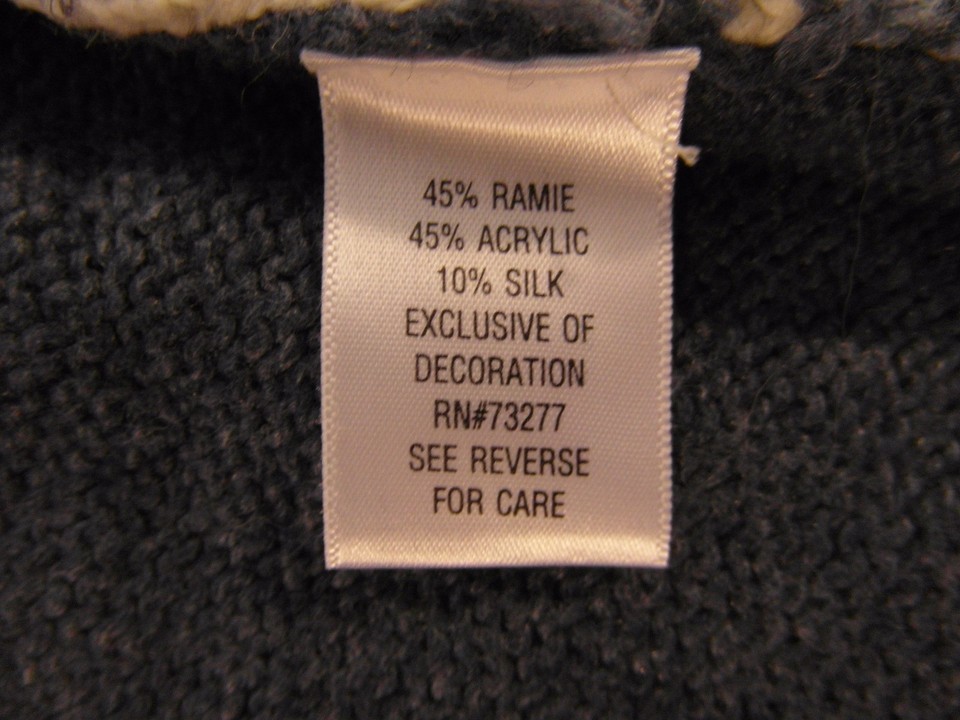 45% RAMIE
45% ACRYLIC
10% SILK
EXCLUSIVE OF
DECORATION
RN#73277
SEE REVERSE
FOR CARE